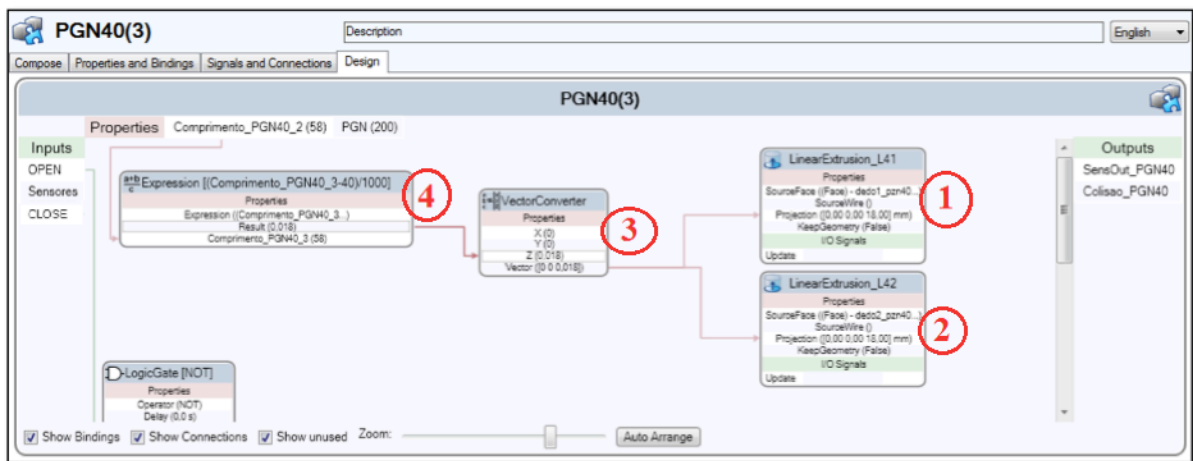 PGN40(3)
Description
English
Compose
Properties and Bindings
Signals and Connections
Design
PGN40(3)
Properties
Comprimento_PGN40_2 (58)
PGN (200)
Inputs
OPEN
Sensores
CLOSE
a+b
c
Expression [(Comprimento_PGN40_3-40)/1000]
Properties
Expression ((Comprimento_PGN40_3...)
Result (0,018)
Comprimento_PGN40_3 (58)
4
VectorConverter
Properties
X (0)
Y (0)
Z (0,018)
Vector ([0 0 0,018])
3
LinearExtrusion_L41
Properties
SourceFace ((Face) - dedo1_pzn40...)
SourceWire ()
Projection ([0,00 0,00 18,00] mm)
KeepGeometry (False)
I/O Signals
Update
1
LinearExtrusion_L42
Properties
SourceFace ((Face) - dedo2_pzn40...)
SourceWire ()
Projection ([0,00 0,00 18,00] mm)
KeepGeometry (False)
I/O Signals
Update
2
Outputs
SensOut_PGN40
Colisao_PGN40
LogicGate [NOT]
Properties
Operator (NOT)
Delay (0,0 s)
Show Bindings
Show Connections
Show unused
Zoom:
Auto Arrange